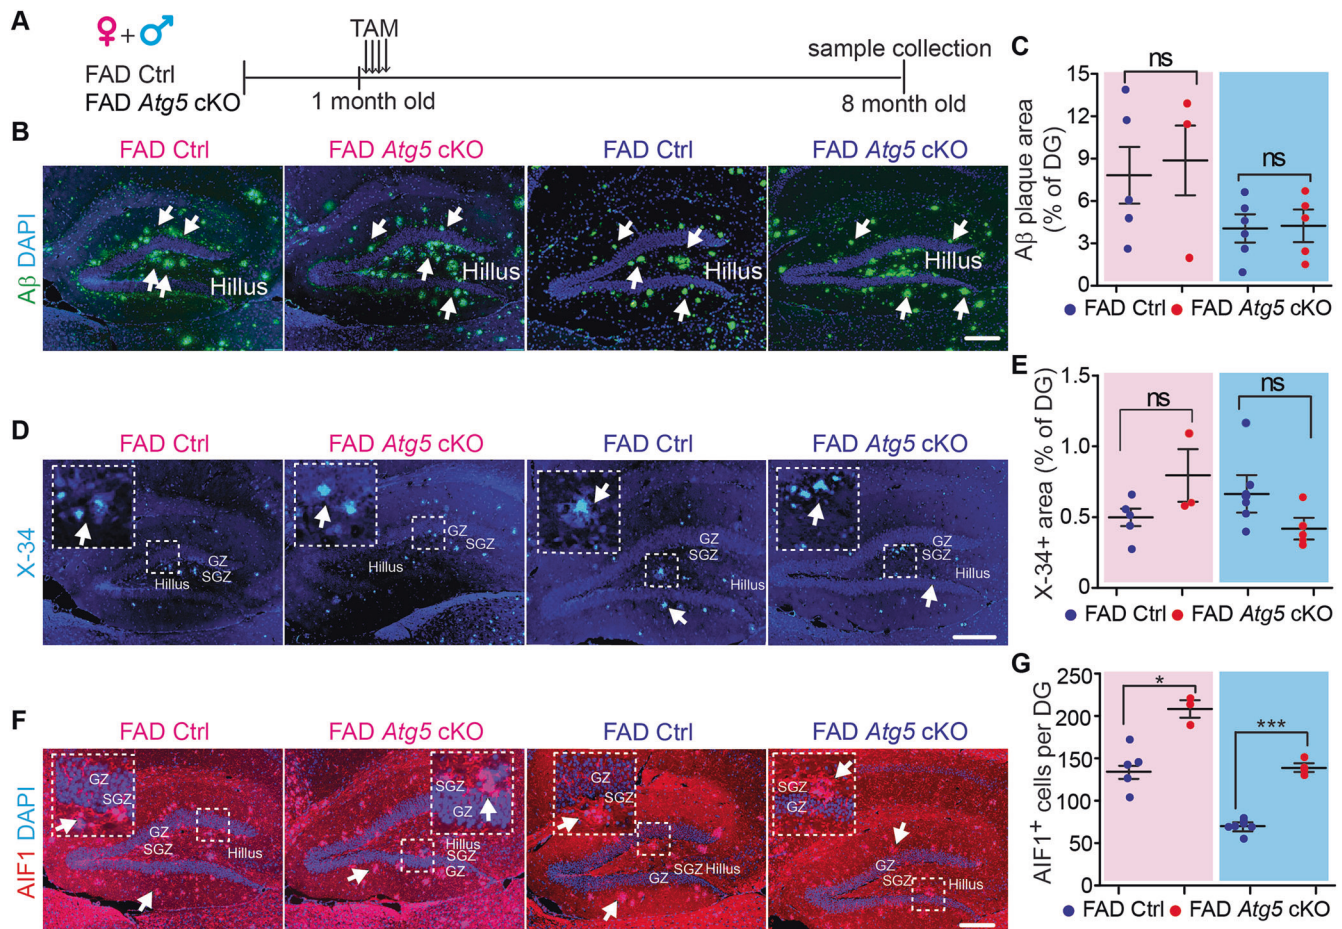 A
♀+♂
TAM
FAD Ctrl
FAD Atg5 cKO
1 month old
sample collection
8 month old
B
FAD Ctrl
FAD Atg5 cKO
FAD Ctrl
FAD Atg5 cKO
Aβ DAPI
Hillus
Hillus
Hillus
Hillus
C
Aβ plaque area
(% of DG)
15
12
9
6
3
0
ns
ns
FAD Ctrl
FAD Atg5 cKO
D
FAD Ctrl
FAD Atg5 cKO
FAD Ctrl
FAD Atg5 cKO
X-34
GZ
SGZ
Hillus
GZ
SGZ
Hillus
GZ
SGZ
Hillus
GZ
SGZ
Hillus
E
X-34+ area (% of DG)
1.5
1.0
0.5
0
ns
ns
FAD Ctrl
FAD Atg5 cKO
F
FAD Ctrl
FAD Atg5 cKO
FAD Ctrl
FAD Atg5 cKO
AIF1 DAPI
GZ
SGZ
GZ
SGZ
Hillus
SGZ
GZ
Hillus
SGZ
GZ
GZ
SGZ
SGZ Hillus
GZ
SGZ
GZ
GZ
SGZ
Hillus
G
AIF1+ cells per DG
250
200
150
100
50
0
*
***
FAD Ctrl
FAD Atg5 cKO